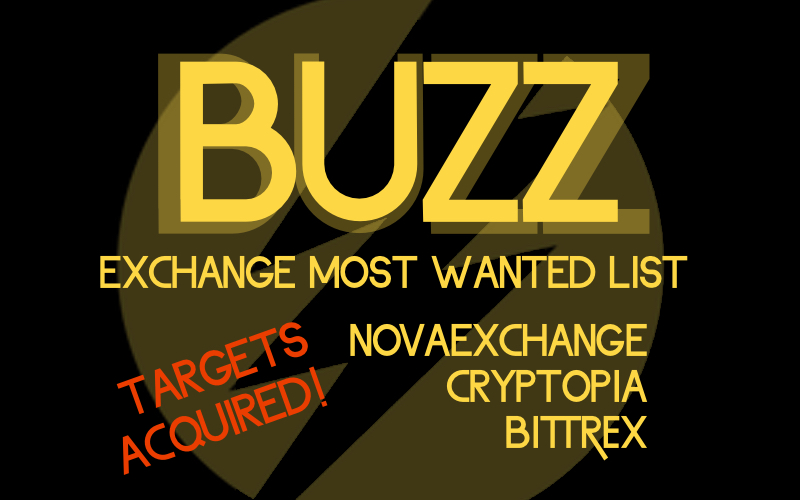 BUZZ
EXCHANGE MOST WANTED LIST
TARGETS
ACQUIRED!
NOVAEXCHANGE
CRYPTOPIA
BITTREX